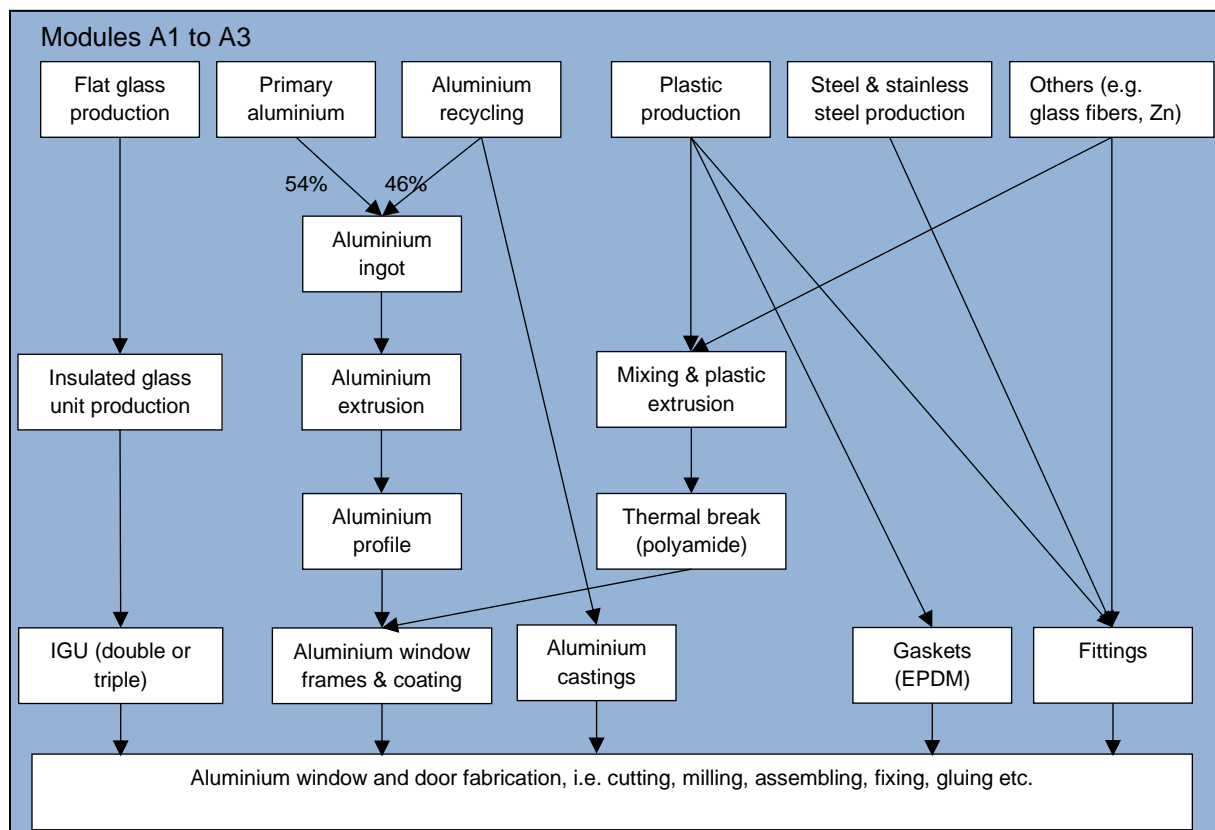 Modules A1 to A3
Flat glass
production
Primary
aluminium
Aluminium
recycling
Plastic
production
Steel & stainless
steel production
Others (e.g.
glass fibers, Zn)
54%
46%
Aluminium
ingot
Insulated glass
unit production
Aluminium
extrusion
Mixing & plastic
extrusion
Aluminium
profile
Thermal break
(polyamide)
IGU (double or
triple)
Aluminium window
frames & coating
Aluminium
castings
Gaskets
(EPDM)
Fittings
Aluminium window and door fabrication, i.e. cutting, milling, assembling, fixing, gluing etc.